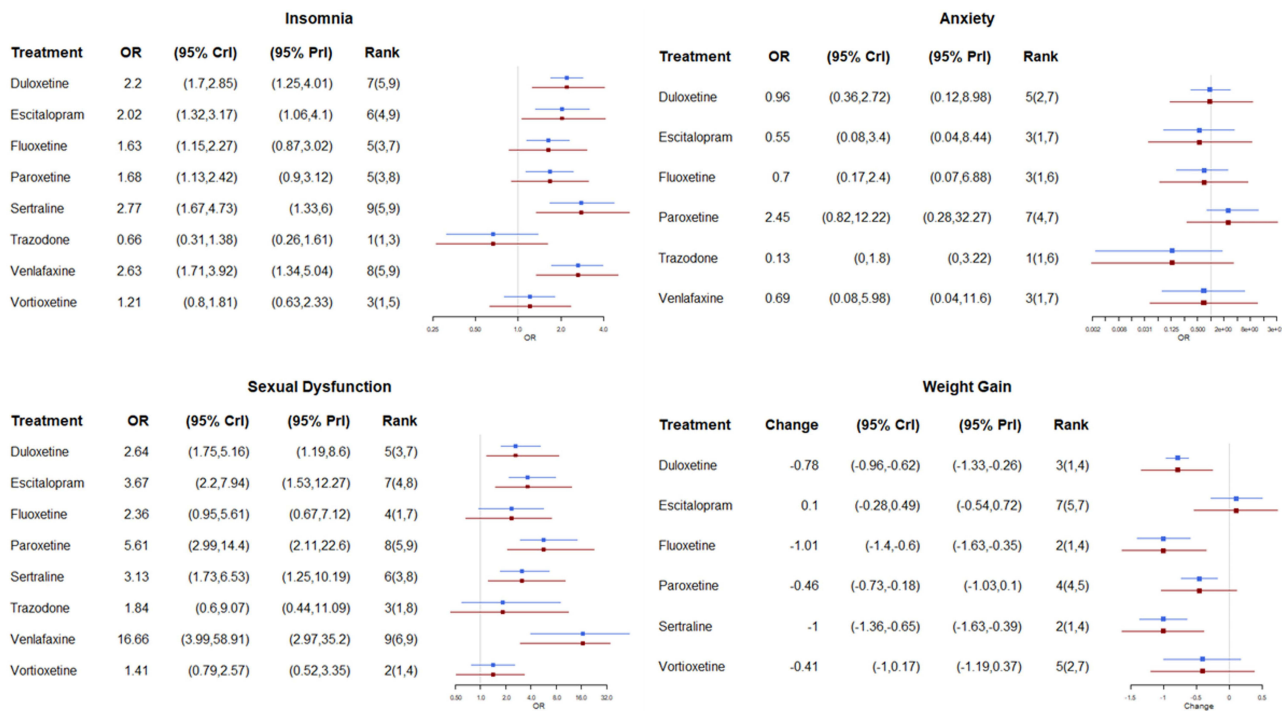 Insomnia
Treatment OR (95% CrI) (95% PrI) Rank
Duloxetine 2.2 (1.7,2.85) (1.25,4.01) 7(5,9)
Escitalopram 2.02 (1.32,3.17) (1.06,4.1) 6(4,9)
Fluoxetine 1.63 (1.15,2.27) (0.87,3.02) 5(3,7)
Paroxetine 1.68 (1.13,2.42) (0.9,3.12) 5(3,8)
Sertraline 2.77 (1.67,4.73) (1.33,6) 9(5,9)
Trazodone 0.66 (0.31,1.38) (0.26,1.61) 1(1,3)
Venlafaxine 2.63 (1.71,3.92) (1.34,5.04) 8(5,9)
Vortioxetine 1.21 (0.8,1.81) (0.63,2.33) 3(1,5)
0.25 0.50 1.0 2.0 4.0
OR
Anxiety
Treatment OR (95% CrI) (95% PrI) Rank
Duloxetine 0.96 (0.36,2.72) (0.12,8.98) 5(2,7)
Escitalopram 0.55 (0.08,3.4) (0.04,8.44) 3(1,7)
Fluoxetine 0.7 (0.17,2.4) (0.07,6.88) 3(1,6)
Paroxetine 2.45 (0.82,12.22) (0.28,32.27) 7(4,7)
Trazodone 0.13 (0,1.8) (0,3.22) 1(1,6)
Venlafaxine 0.69 (0.08,5.98) (0.04,11.6) 3(1,7)
0.002 0.008 0.031 0.125 0.500 2e+00 8e+00 3e+0
OR
Sexual Dysfunction
Treatment OR (95% CrI) (95% PrI) Rank
Duloxetine 2.64 (1.75,5.16) (1.19,8.6) 5(3,7)
Escitalopram 3.67 (2.2,7.94) (1.53,12.27) 7(4,8)
Fluoxetine 2.36 (0.95,5.61) (0.67,7.12) 4(1,7)
Paroxetine 5.61 (2.99,14.4) (2.11,22.6) 8(5,9)
Sertraline 3.13 (1.73,6.53) (1.25,10.19) 6(3,8)
Trazodone 1.84 (0.6,9.07) (0.44,11.09) 3(1,8)
Venlafaxine 16.66 (3.99,58.91) (2.97,35.2) 9(6,9)
Vortioxetine 1.41 (0.79,2.57) (0.52,3.35) 2(1,4)
0.50 1.0 2.0 4.0 8.0 16.0 32.0
OR
Weight Gain
Treatment Change (95% CrI) (95% PrI) Rank
Duloxetine -0.78 (-0.96,-0.62) (-1.33,-0.26) 3(1,4)
Escitalopram 0.1 (-0.28,0.49) (-0.54,0.72) 7(5,7)
Fluoxetine -1.01 (-1.4,-0.6) (-1.63,-0.35) 2(1,4)
Paroxetine -0.46 (-0.73,-0.18) (-1.03,0.1) 4(4,5)
Sertraline -1 (-1.36,-0.65) (-1.63,-0.39) 2(1,4)
Vortioxetine -0.41 (-1,0.17) (-1.19,0.37) 5(2,7)
-1.5 -1 -0.5 0 0.5
Change